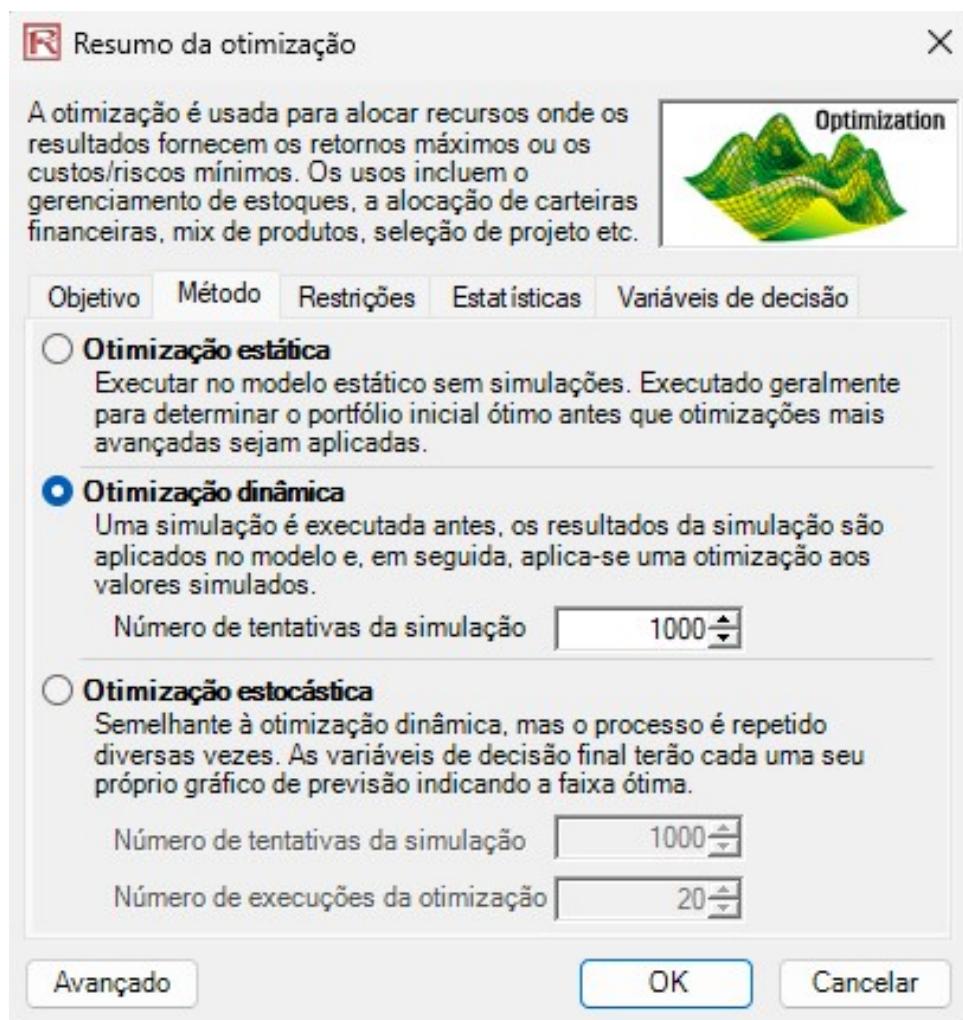 Resumo da otimização
A otimização é usada para alocar recursos onde os
resultados fornecem os retornos máximos ou os
custos/riscos mínimos. Os usos incluem o
gerenciamento de estoques, a alocação de carteiras
financeiras, mix de produtos, seleção de projeto etc.
Optimization
Objetivo Método Restrições Estatísticas Variáveis de decisão
Otimização estática
Executar no modelo estático sem simulações. Executado geralmente
para determinar o portfólio inicial ótimo antes que otimizações mais
avançadas sejam aplicadas.
Otimização dinâmica
Uma simulação é executada antes, os resultados da simulação são
aplicados no modelo e, em seguida, aplica-se uma otimização aos
valores simulados.
Número de tentativas da simulação 1000
Otimização estocástica
Semelhante à otimização dinâmica, mas o processo é repetido
diversas vezes. As variáveis de decisão final terão cada uma seu
próprio gráfico de previsão indicando a faixa ótima.
Número de tentativas da simulação 1000
Número de execuções da otimização 20
Avançado OK Cancelar